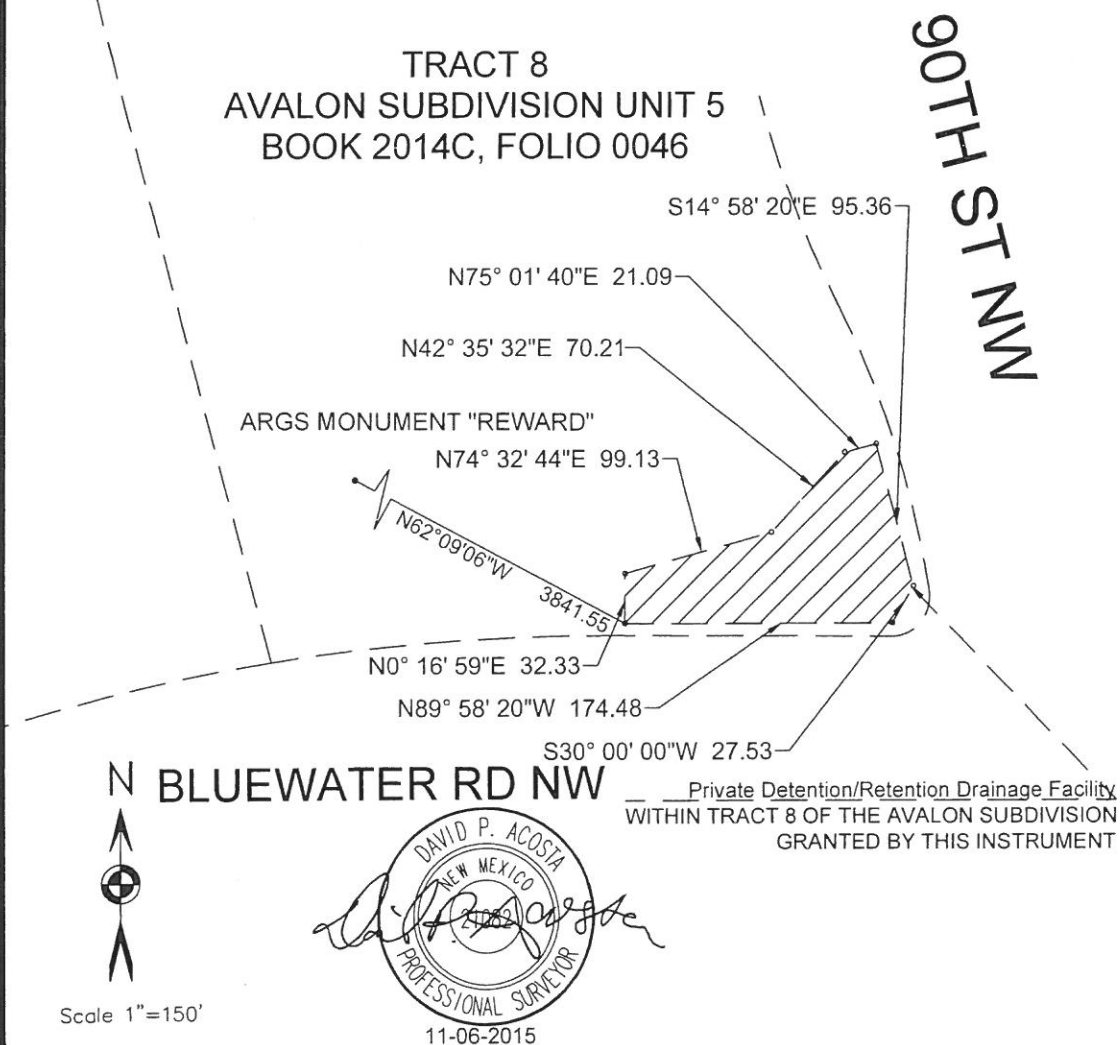 TRACT 8
AVALON SUBDIVISION UNIT 5
BOOK 2014C, FOLIO 0046
90TH ST NW
S14° 58' 20"E 95.36
N75° 01' 40"E 21.09
N42° 35' 32"E 70.21
ARGS MONUMENT "REWARD"
N74° 32' 44"E 99.13
N62°09'06"W 3841.55
N0° 16' 59"E 32.33
N89° 58' 20"W 174.48
S30° 00' 00"W 27.53
N
BLUEWATER RD NW
Private Detention/Retention Drainage Facility
WITHIN TRACT 8 OF THE AVALON SUBDIVISION
GRANTED BY THIS INSTRUMENT
DAVID P. ACOSTA
NEW MEXICO
21082
PROFESSIONAL SURVEYOR
Scale 1"=150'
11-06-2015